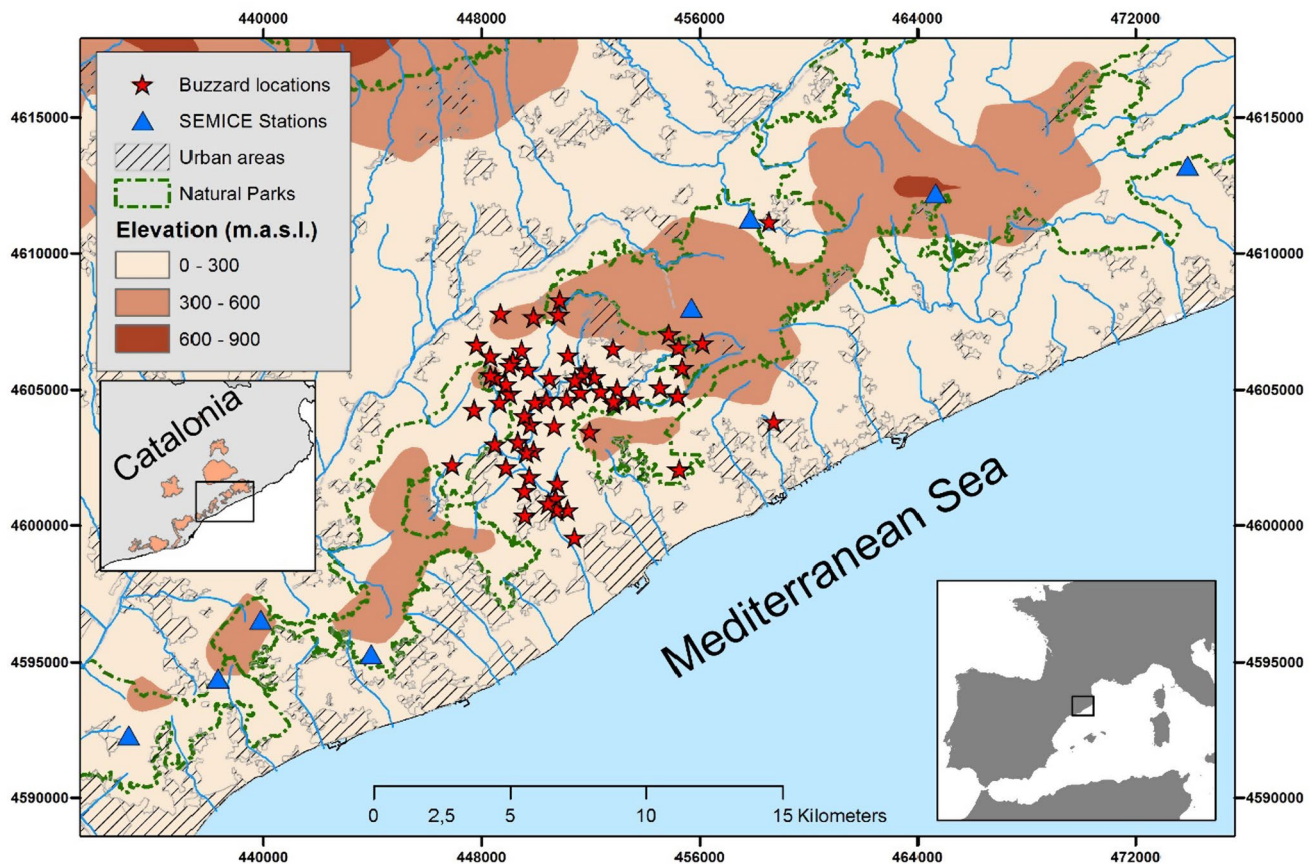 440000 448000 456000 464000 472000
Buzzard locations
SEMICE Stations
Urban areas
Natural Parks
Elevation (m.a.s.l.)
0 - 300
300 - 600
600 - 900
4615000 4615000
4610000 4610000
4605000 4605000
Catalonia
4600000 4600000
Mediterranean Sea
4595000 4595000
4590000 4590000
0 2,5 5 10 15 Kilometers
440000 448000 456000 464000 472000